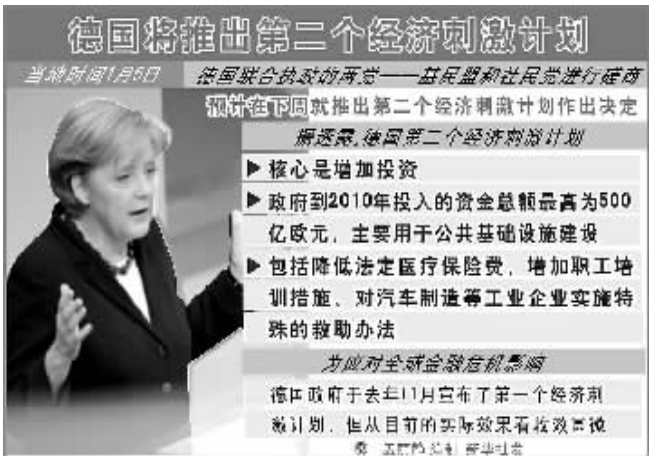 德国将推出第二个经济刺激计划
当地时间1月5日 德国联合执政的两党——基民盟和社民党进行磋商
预计在下周就推出第二个经济刺激计划作出决定
据透露,德国第二个经济刺激计划
▶核心是增加投资
▶政府到2010年投入的资金总额最高为500
亿欧元，主要用于公共基础设施建设
▶包括降低法定医疗保险费、增加职工培
训措施、对汽车制造等工业企业实施特
殊的救助办法
为应对全球金融危机影响
德国政府于去年11月宣布了第一个经济刺
激计划，但从目前的实际效果看收效甚微
编制 新华社发